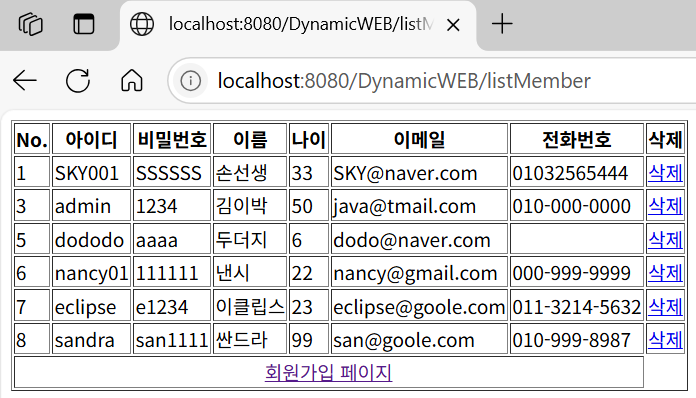 localhost:8080/DynamicWEB/listM
localhost:8080/DynamicWEB/listMember
No. 아이디 비밀번호 이름 나이 이메일 전화번호 삭제
1 SKY001 SSSSSS 손선생 33 SKY@naver.com 01032565444 삭제
3 admin 1234 김이박 50 java@tmail.com 010-000-0000 삭제
5 dododo aaaa 두더지 6 dodo@naver.com 삭제
6 nancy01 111111 낸시 22 nancy@gmail.com 000-999-9999 삭제
7 eclipse e1234 이클립스 23 eclipse@goole.com 011-3214-5632 삭제
8 sandra san1111 싼드라 99 san@goole.com 010-999-8987 삭제
회원가입 페이지